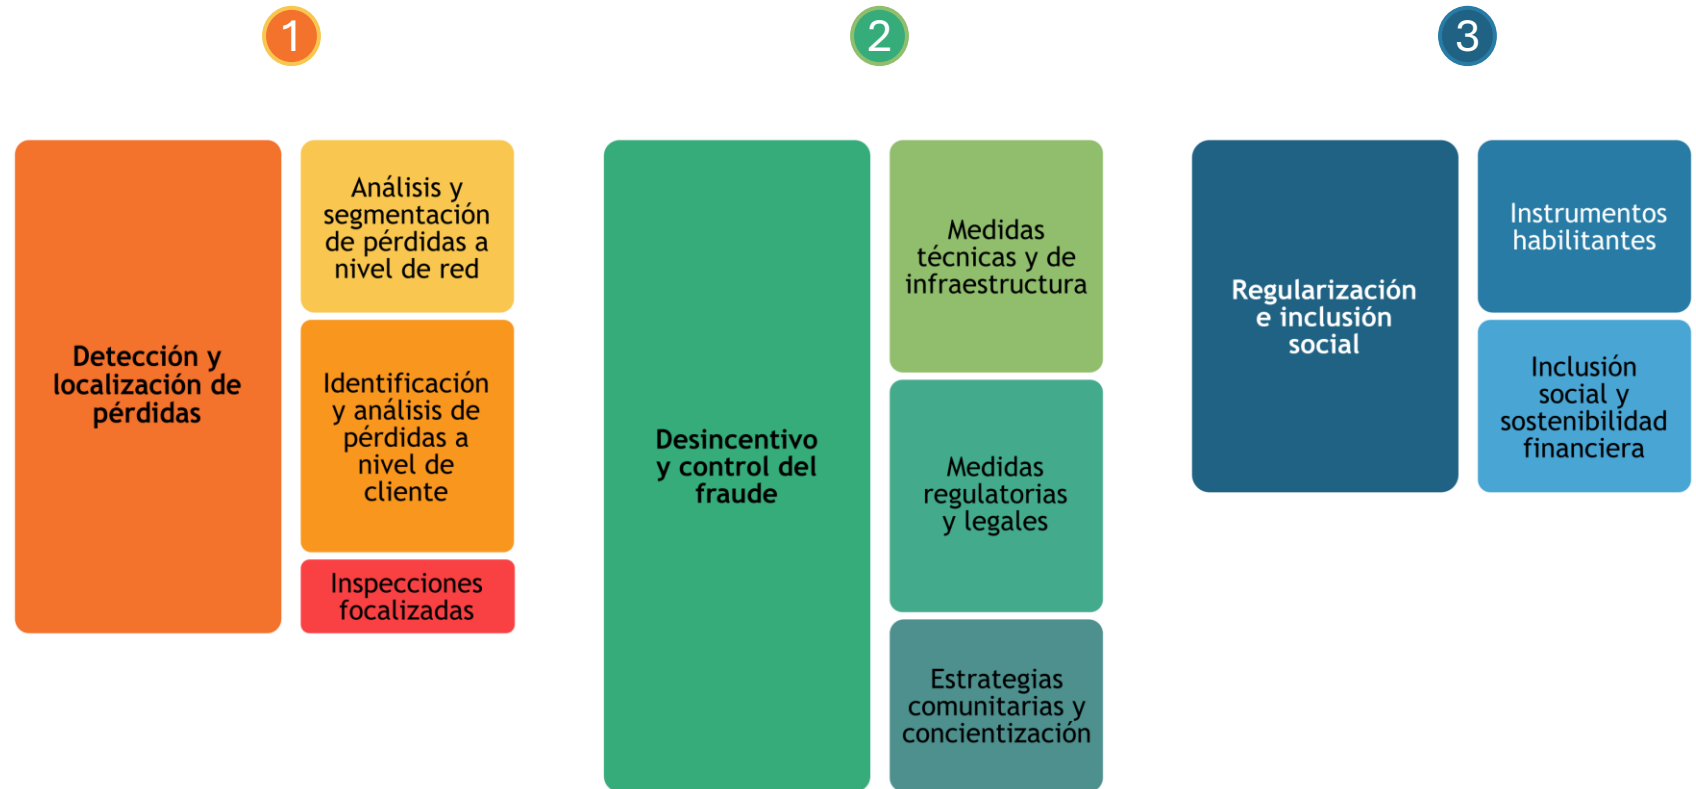 1
Detección y
localización de
pérdidas
Análisis y
segmentación
de pérdidas a
nivel de red
Identificación
y análisis de
pérdidas a
nivel de
cliente
Inspecciones
focalizadas
2
Desincentivo
y control del
fraude
Medidas
técnicas y de
infraestructura
Medidas
regulatorias
y legales
Estrategias
comunitarias y
concientización
3
Regularización
e inclusión
social
Instrumentos
habilitantes
Inclusión
social y
sostenibilidad
financiera